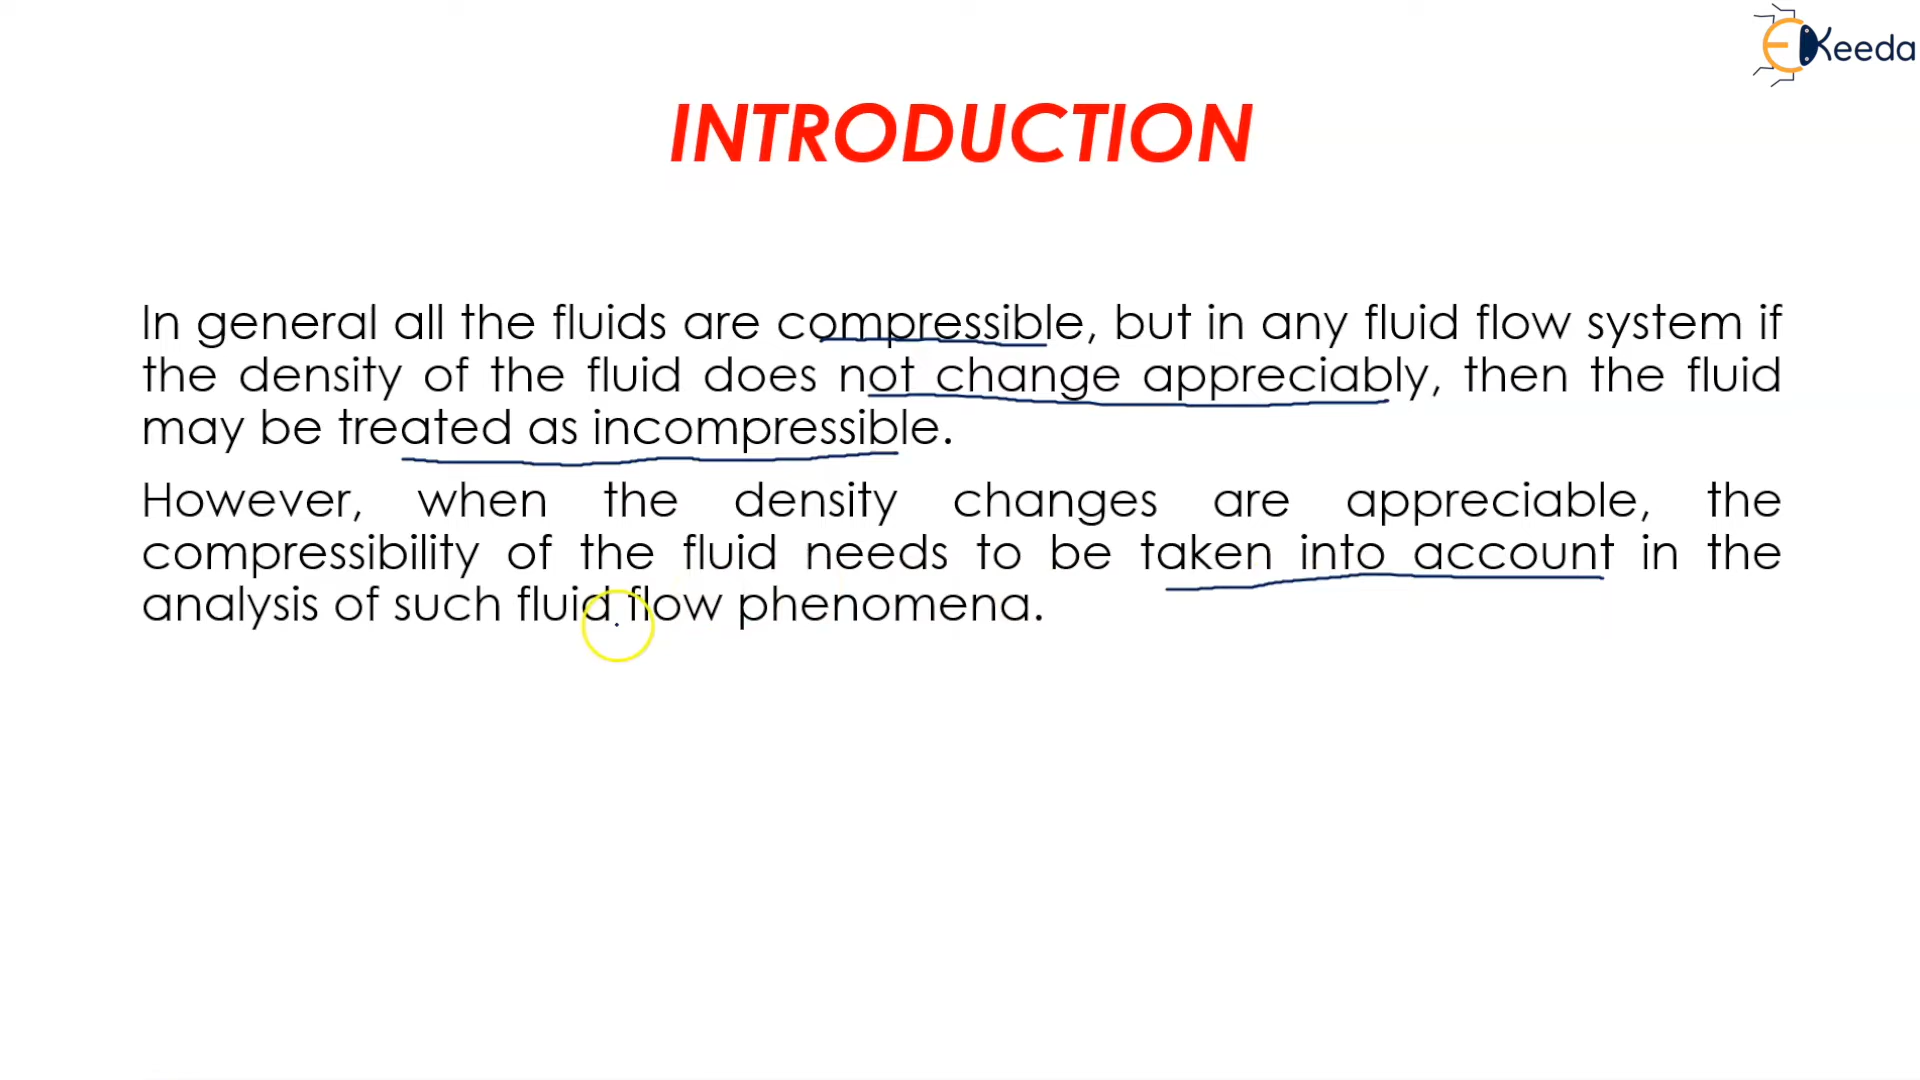 EKeeda
INTRODUCTION
In general all the fluids are compressible, but in any fluid flow system if
the density of the fluid does not change appreciably, then the fluid
may be treated as incompressible.
However, when the density changes are appreciable, the
compressibility of the fluid needs to be taken into account in the
analysis of such fluid flow phenomena.